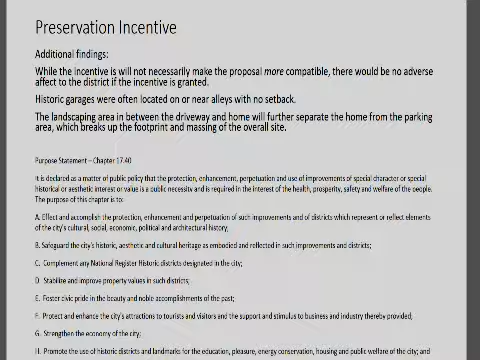 Preservation Incentive
Additional findings:
While the incentive is will not necessarily make the proposal more compatible, there would be no adverse
affect to the district if the incentive is granted.
Historic garages were often located on or near alleys with no setback.
The landscaping area in between the driveway and home will further separate the home from the parking
area, which breaks up the footprint and massing of the overall site.
Purpose Statement – Chapter 17.40
It is declared as a matter of public policy that the protection, enhancement, perpetuation and use of improvements of special character or special
historical or aesthetic interest or value is a public necessity and is required in the interest of the health, prosperity, safety and welfare of the people.
The purpose of this chapter is to:
A. Effect and accomplish the protection, enhancement and perpetuation of such improvements and of districts which represent or reflect elements
of the city's cultural, social, economic, political and architectural history;
B. Safeguard the city's historic, aesthetic and cultural heritage as embodied and reflected in such improvements and districts;
C. Complement any National Register Historic districts designated in the city;
D. Stabilize and improve property values in such districts;
E. Foster civic pride in the beauty and noble accomplishments of the past;
F. Protect and enhance the city's attractions to tourists and visitors and the support and stimulus to business and industry thereby provided;
G. Strengthen the economy of the city;
H. Promote the use of historic districts and landmarks for the education, pleasure, energy conservation, housing and public welfare of the city; and